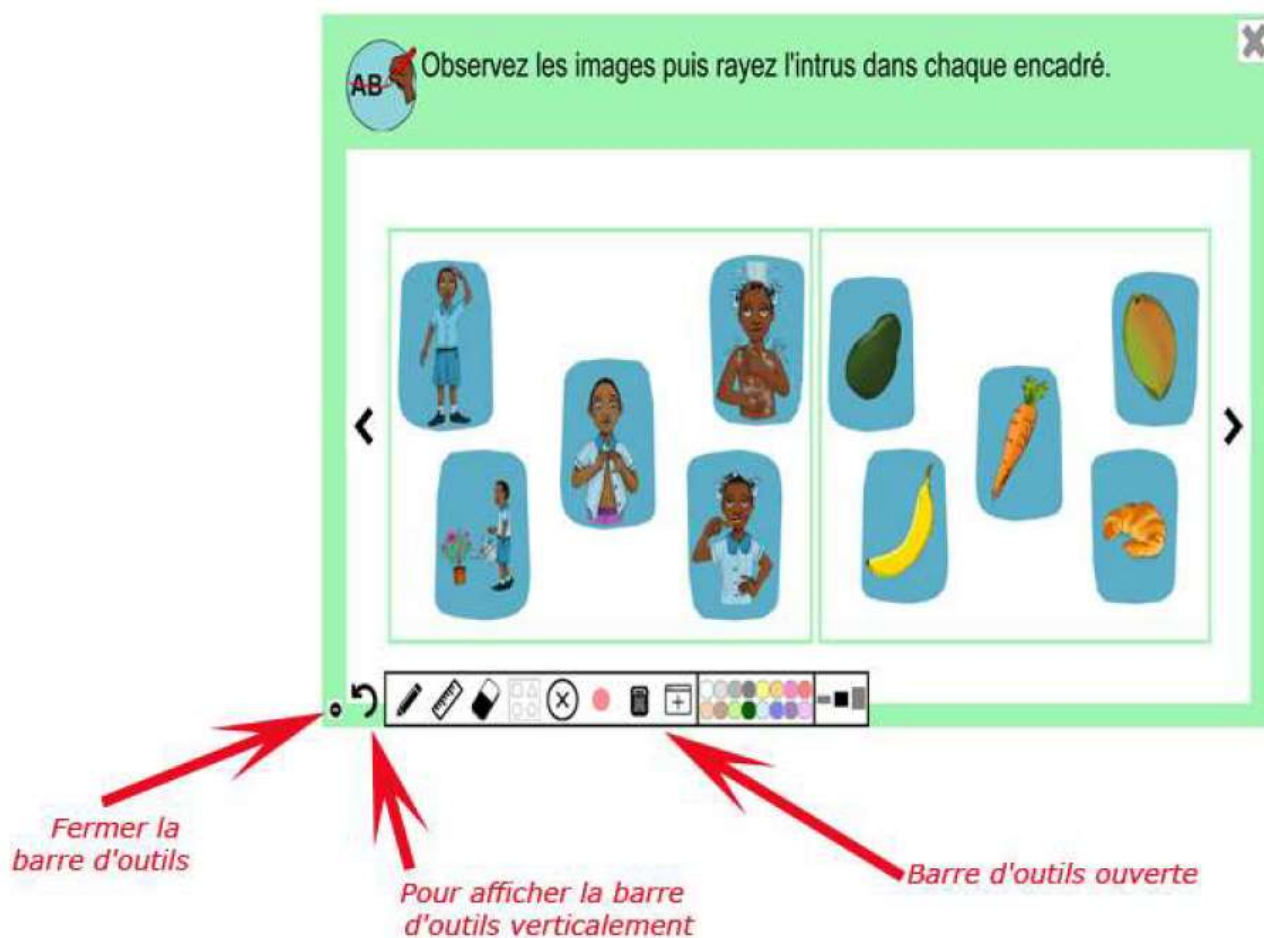 AB
Observez les images puis rayez l'intrus dans chaque encadré.
Fermer la
barre d'outils
Pour afficher la barre
d'outils verticalement
Barre d'outils ouverte